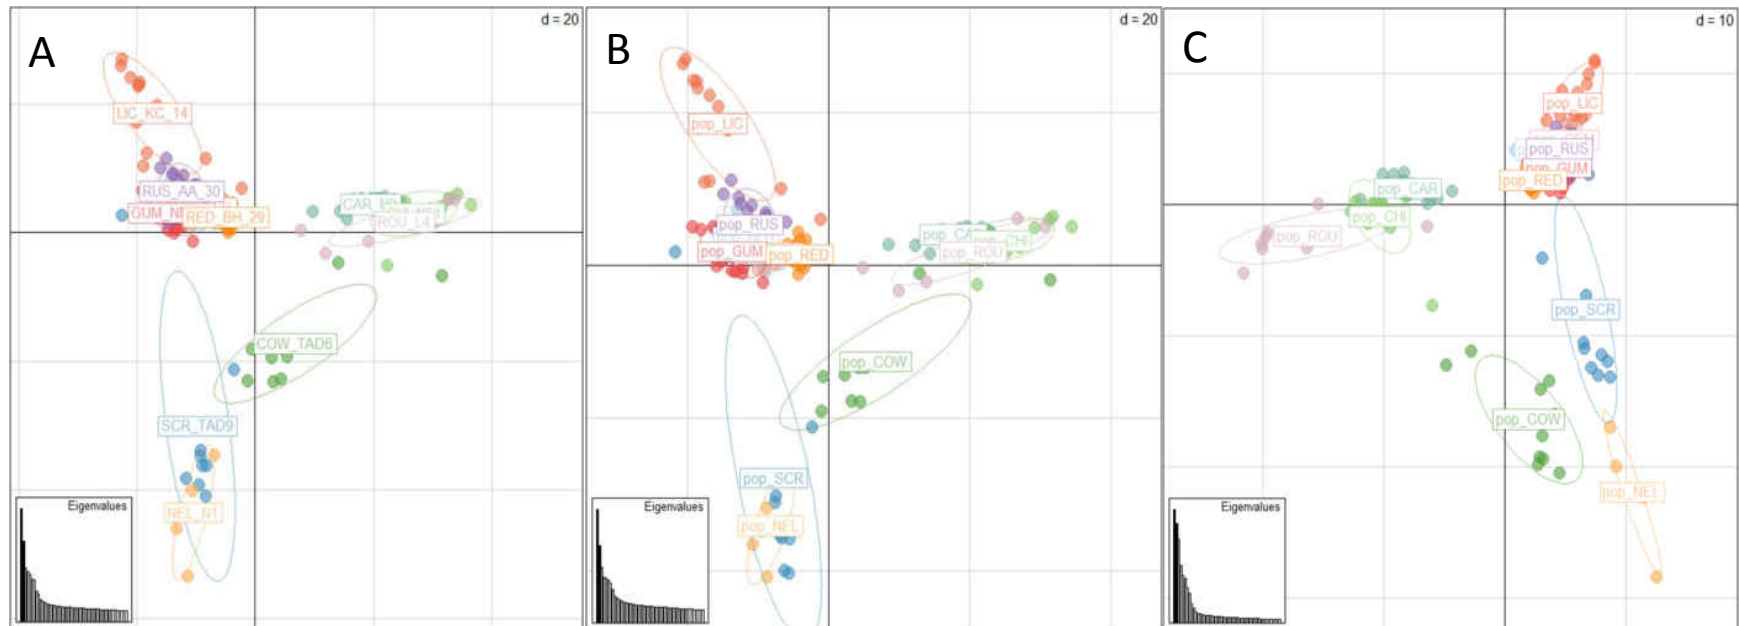 A
d = 20
LIC_KC_14
RUS_AA_30
GUM_N
RED_BH_29
CAR_H9
ROU_L4
COW_TAD6
SCR_TAD9
NEL_N1
Eigenvalues
B
d = 20
pop_LIC
pop_RUS
pop_GUM
pop_RED
pop_CA
CHI
pop_ROU
pop_COW
pop_SCR
pop_NEL
Eigenvalues
C
d = 10
pop_LIC
pop_RUS
pop_GUM
pop_RED
pop_CAR
pop_CHI
pop_ROU
pop_SCR
pop_COW
pop_NEL
Eigenvalues